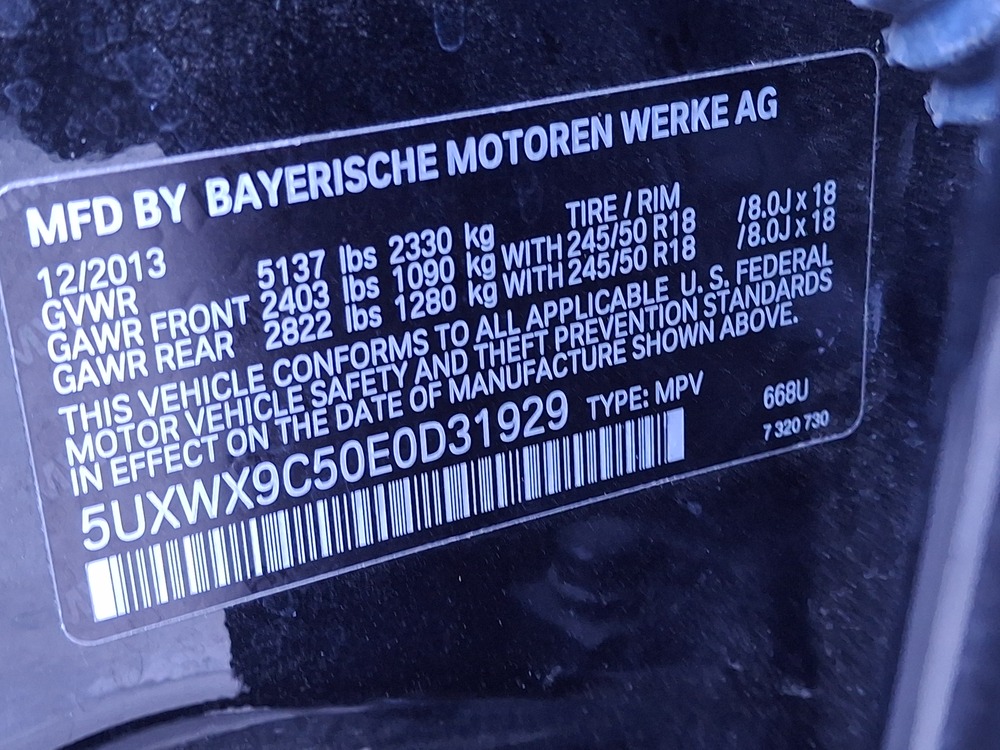 MFD BY BAYERISCHE MOTOREN WERKE AG
12/2013 TIRE / RIM
GVWR 5137 lbs 2330 kg
GAWR FRONT 2403 lbs 1090 kg WITH 245/50 R18 /8.0J x 18
GAWR REAR 2822 lbs 1280 kg WITH 245/50 R18 /8.0J x 18
THIS VEHICLE CONFORMS TO ALL APPLICABLE U. S. FEDERAL
MOTOR VEHICLE SAFETY AND THEFT PREVENTION STANDARDS
IN EFFECT ON THE DATE OF MANUFACTURE SHOWN ABOVE.
5UXWX9C50E0D31929 TYPE: MPV 668U
7 320 730